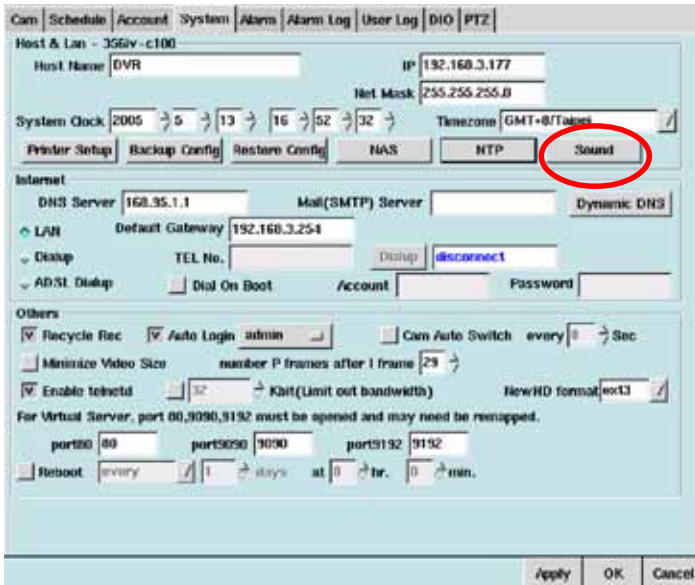 Cam Schedule Account System Alarm Alarm Log User Log DIO PTZ
Host & Lan - 356iv-c100
Host Name DVR IP 192.168.3.177
Net Mask 255.255.255.0
System Clock 2005 5 13 16 52 32 Timezone GMT+8/Taipei
Printer Setup Backup Config Restore Config NAS NTP Sound
Internet
DNS Server 168.95.1.1 Mail(SMTP) Server Dynamic DNS
LAN Default Gateway 192.168.3.254
Dialup TEL No. Dialup disconnect
ADSL Dialup Dial On Boot Account Password
Others
Recycle Rec Auto Login admin Cam Auto Switch every Sec
Minimize Video Size number P frames after I frame 29
Enable telnetd 32 Kbit(Limit out bandwidth) NewHD format ext3
For Virtual Server, port 80,9090,9192 must be opened and may need be remapped.
port80 80 port9090 9090 port9192 9192
Reboot every 1 days at 0 hr. 0 min.
Apply OK Cancel